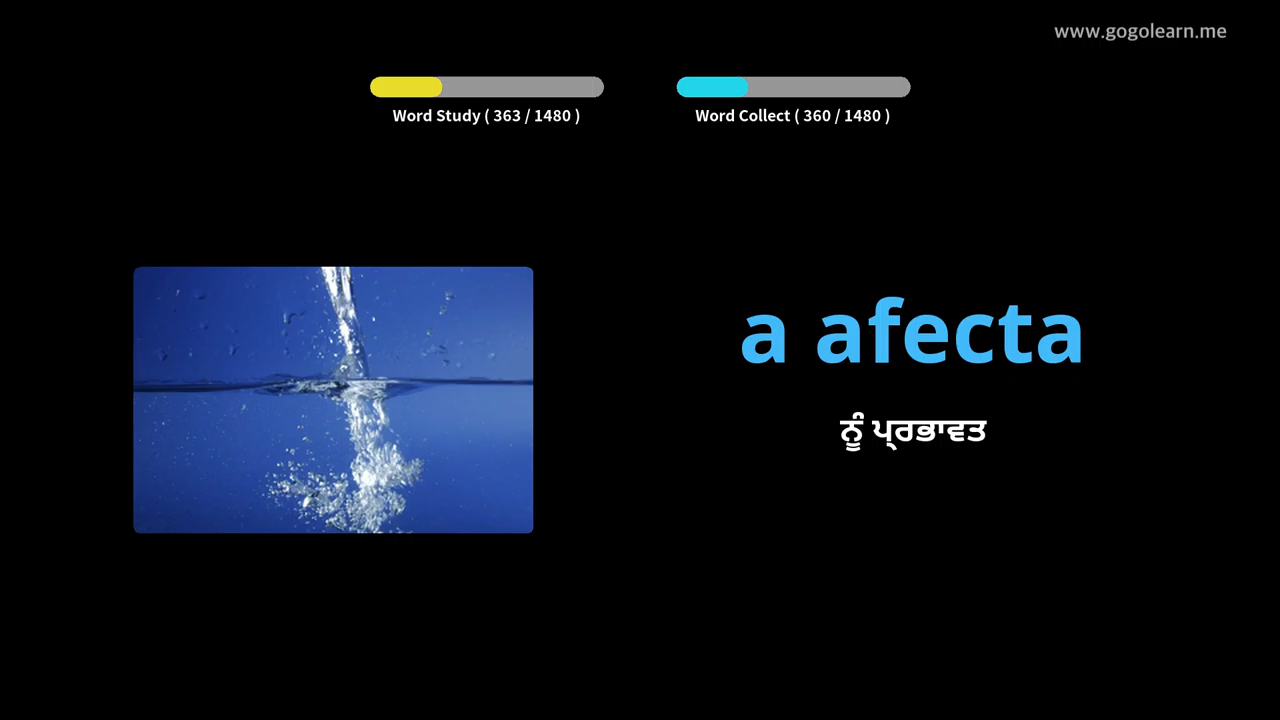 www.gogolearn.me
Word Study ( 363 / 1480 )
Word Collect ( 360 / 1480 )
a afecta
ਨੂੰ ਪ੍ਰਭਾਵਤ